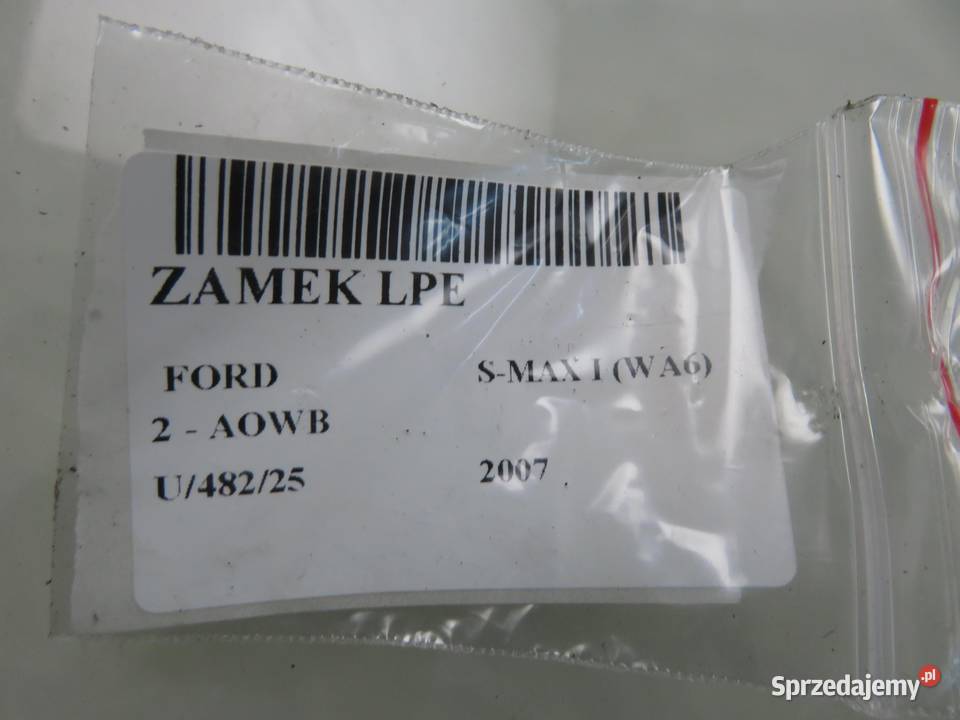 ZAMEK LPE
FORD S-MAX I (WA6)
2 - AOWB
U/482/25 2007
Sprzedajemy.pl